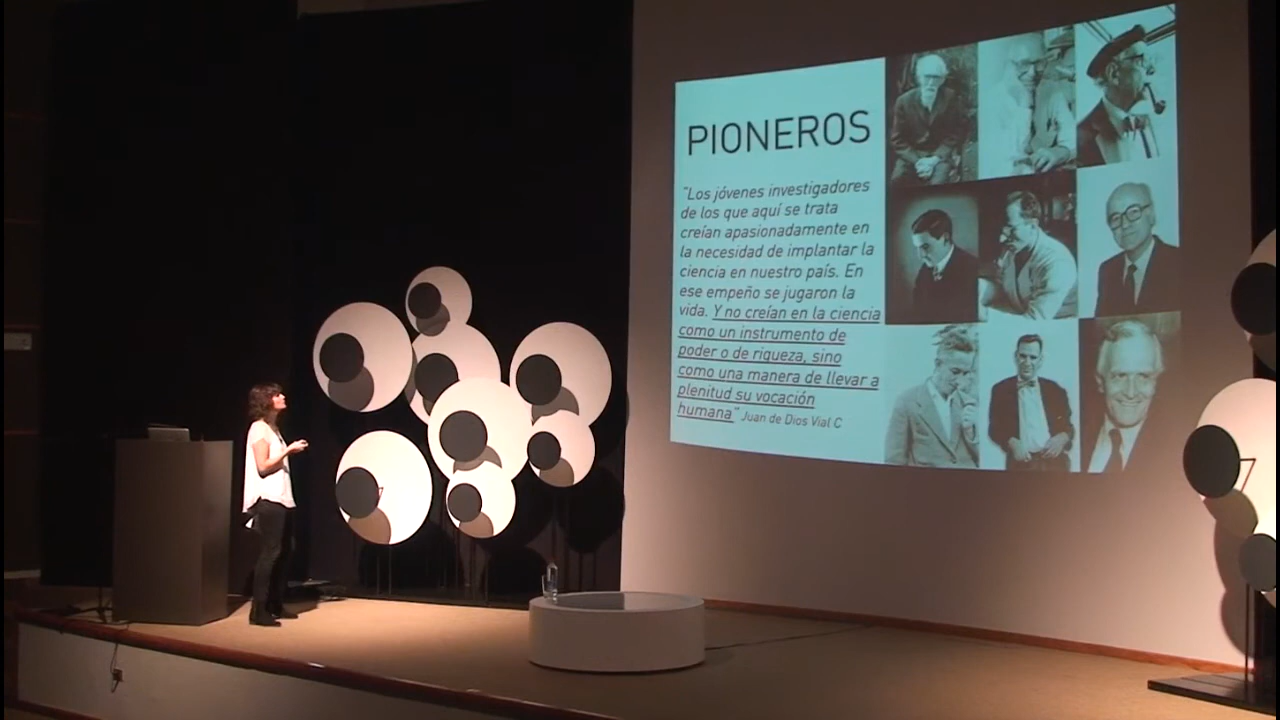 PIONEROS
"Los jóvenes investigadores
de los que aquí se trata
creían apasionadamente en
la necesidad de implantar la
ciencia en nuestro país. En
ese empeño se jugaron la
vida. Y no creían en la ciencia
como un instrumento de
poder o de riqueza, sino
como una manera de llevar a
plenitud su vocación
humana" Juan de Dios Vial C